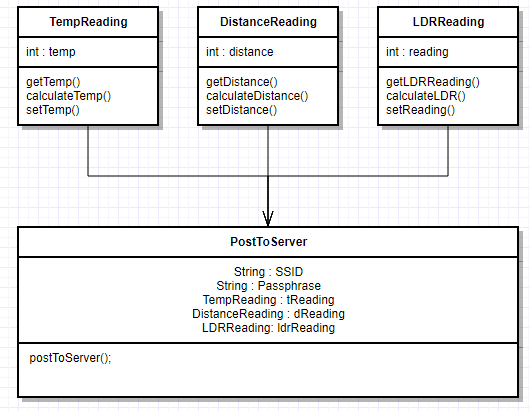 TempReading
int : temp
getTemp()
calculateTemp()
setTemp()
DistanceReading
int : distance
getDistance()
calculateDistance()
setDistance()
LDRReading
int : reading
getLDRReading()
calculateLDR()
setReading()
PostToServer
String : SSID
String : Passphrase
TempReading : tReading
DistanceReading : dReading
LDRReading: ldrReading
postToServer();